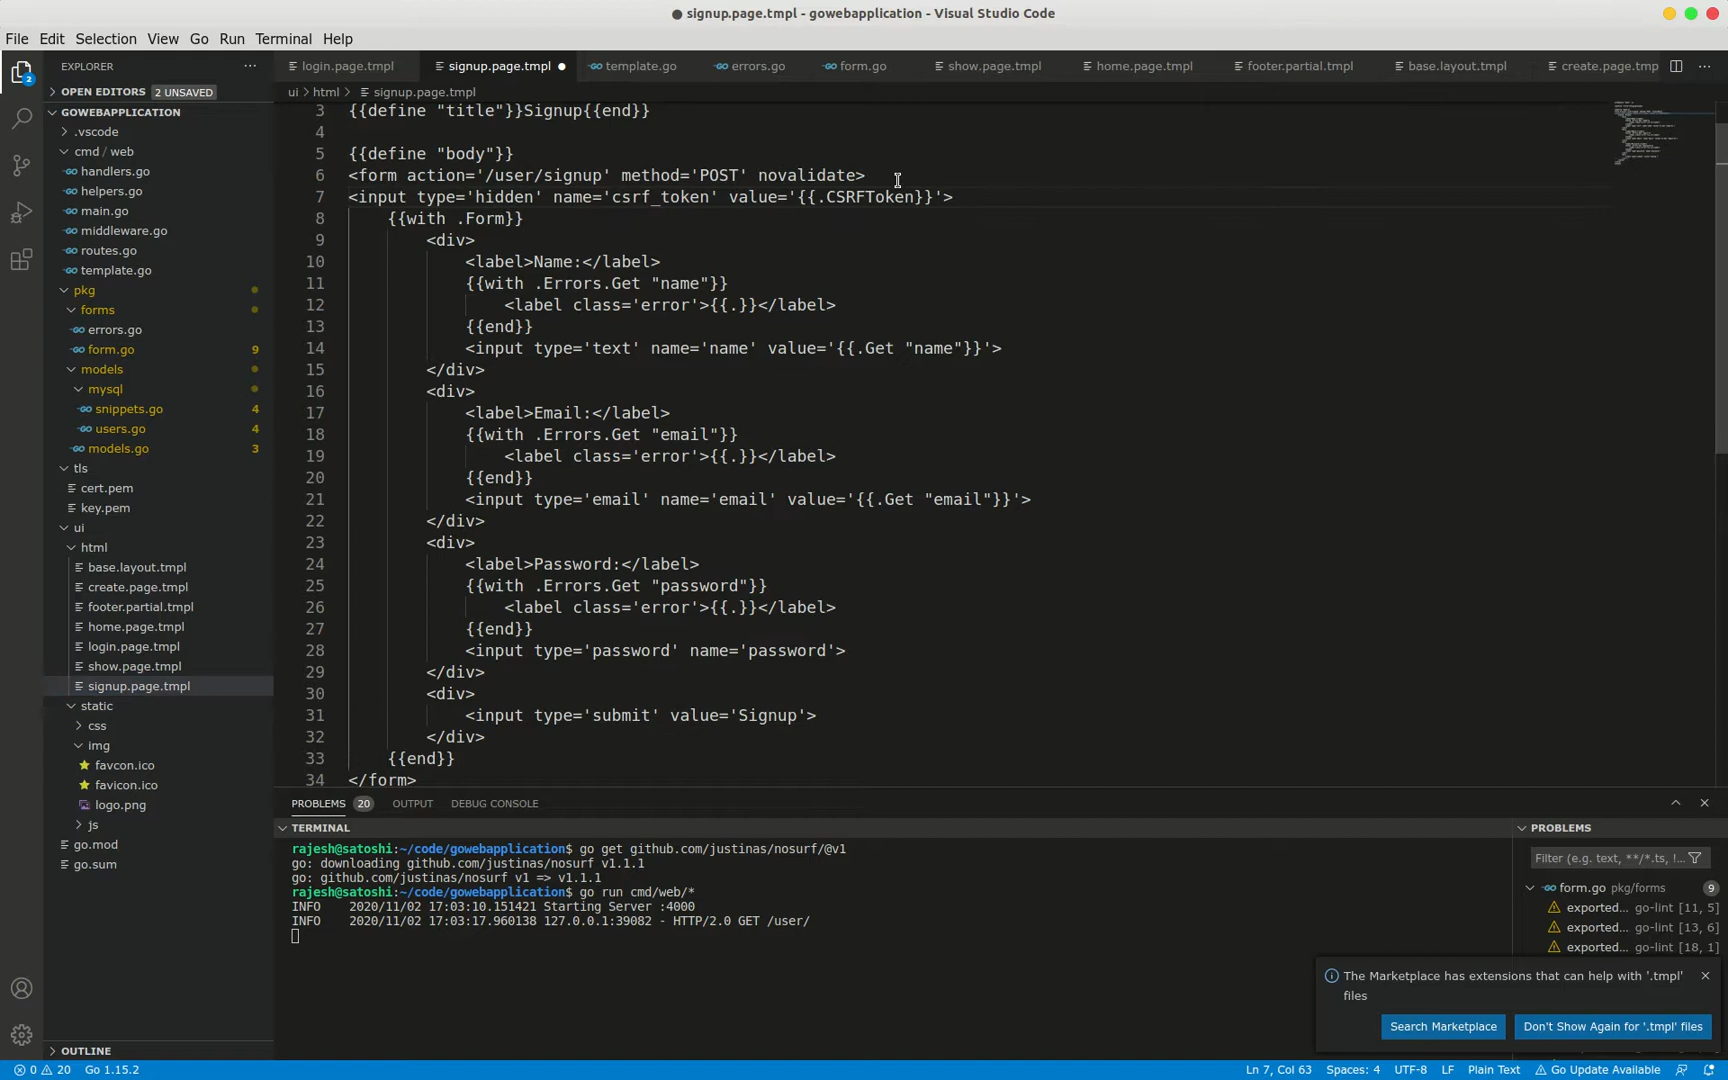 signup.page.tmpl - gowebapplication - Visual Studio Code
File Edit Selection View Go Run Terminal Help
EXPLORER
OPEN EDITORS 2 UNSAVED
GOWEBAPPLICATION
.vscode
cmd / web
handlers.go
helpers.go
main.go
middleware.go
routes.go
template.go
pkg
forms
errors.go
form.go 9
models
mysql
snippets.go 4
users.go 4
models.go 3
tls
cert.pem
key.pem
ui
html
base.layout.tmpl
create.page.tmpl
footer.partial.tmpl
home.page.tmpl
login.page.tmpl
show.page.tmpl
signup.page.tmpl
static
css
img
favcon.ico
favicon.ico
logo.png
js
go.mod
go.sum
OUTLINE
2
login.page.tmpl signup.page.tmpl template.go errors.go form.go show.page.tmpl home.page.tmpl footer.partial.tmpl base.layout.tmpl create.page.tmp
ui > html > signup.page.tmpl
3 {{define "title"}}Signup{{end}}
4
5 {{define "body"}}
6 <form action='/user/signup' method='POST' novalidate>
7 <input type='hidden' name='csrf_token' value='{{.CSRFToken}}'>
8 {{with .Form}}
9 <div>
10 <label>Name:</label>
11 {{with .Errors.Get "name"}}
12 <label class='error'>{{.}}</label>
13 {{end}}
14 <input type='text' name='name' value='{{.Get "name"}}'>
15 </div>
16 <div>
17 <label>Email:</label>
18 {{with .Errors.Get "email"}}
19 <label class='error'>{{.}}</label>
20 {{end}}
21 <input type='email' name='email' value='{{.Get "email"}}'>
22 </div>
23 <div>
24 <label>Password:</label>
25 {{with .Errors.Get "password"}}
26 <label class='error'>{{.}}</label>
27 {{end}}
28 <input type='password' name='password'>
29 </div>
30 <div>
31 <input type='submit' value='Signup'>
32 </div>
33 {{end}}
34 </form>
PROBLEMS 20 OUTPUT DEBUG CONSOLE
TERMINAL
rajesh@satoshi:~/code/gowebapplication$ go get github.com/justinas/nosurf/@v1
go: downloading github.com/justinas/nosurf v1.1.1
go: github.com/justinas/nosurf v1 => v1.1.1
rajesh@satoshi:~/code/gowebapplication$ go run cmd/web/*
INFO 2020/11/02 17:03:10.151421 Starting Server :4000
INFO 2020/11/02 17:03:17.960138 127.0.0.1:39082 - HTTP/2.0 GET /user/
PROBLEMS
Filter (e.g. text, **/*.ts, !...
form.go pkg/forms 9
exported... go-lint [11, 5]
exported... go-lint [13, 6]
exported... go-lint [18, 1]
The Marketplace has extensions that can help with '.tmpl'
files
Search Marketplace Don't Show Again for '.tmpl' files
0 20 Go 1.15.2 Ln 7, Col 63 Spaces: 4 UTF-8 LF Plain Text Go Update Available